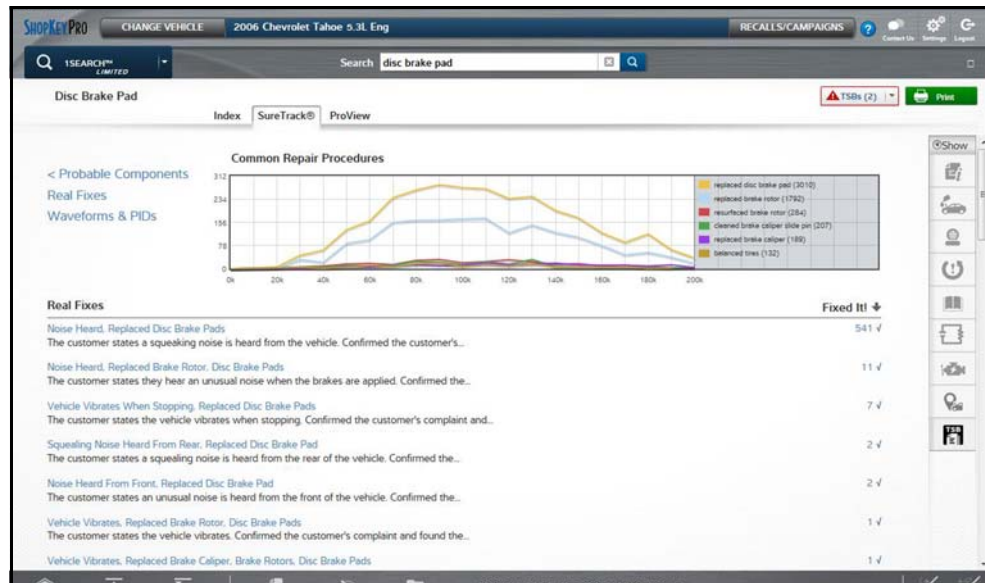 SHOPKEYPRO CHANGE VEHICLE 2006 Chevrolet Tahoe 5.3L Eng RECALLS/CAMPAIGNS ? Contact Us Settings Logout
1SEARCH™ LIMITED Search disc brake pad
Disc Brake Pad TSBs (2) Print
Index SureTrack® ProView
Show
Common Repair Procedures
< Probable Components
Real Fixes
Waveforms & PIDs
312
234
156
78
0
0k 20k 40k 60k 80k 100k 120k 140k 160k 180k 200k
replaced disc brake pad (3010)
replaced brake rotor (1792)
resurfaced brake rotor (284)
cleaned brake caliper slide pin (207)
replaced brake caliper (189)
balanced tires (132)
Real Fixes Fixed It!
Noise Heard, Replaced Disc Brake Pads 541 √
The customer states a squeaking noise is heard from the vehicle. Confirmed the customer's...
Noise Heard, Replaced Brake Rotor, Disc Brake Pads 11 √
The customer states they hear an unusual noise when the brakes are applied. Confirmed the...
Vehicle Vibrates When Stopping, Replaced Disc Brake Pads 7 √
The customer states the vehicle vibrates when stopping. Confirmed the customer's complaint and...
Squealing Noise Heard From Rear, Replaced Disc Brake Pad 2 √
The customer states a squealing noise is heard from the rear of the vehicle. Confirmed the...
Noise Heard From Front, Replaced Disc Brake Pad 2 √
The customer states an unusual noise is heard from the front of the vehicle. Confirmed the...
Vehicle Vibrates, Replaced Brake Rotor, Disc Brake Pads 1 √
The customer states the vehicle vibrates. Confirmed the customer's complaint and found the...
Vehicle Vibrates, Replaced Brake Caliper, Brake Rotors, Disc Brake Pads 1 √
TSB